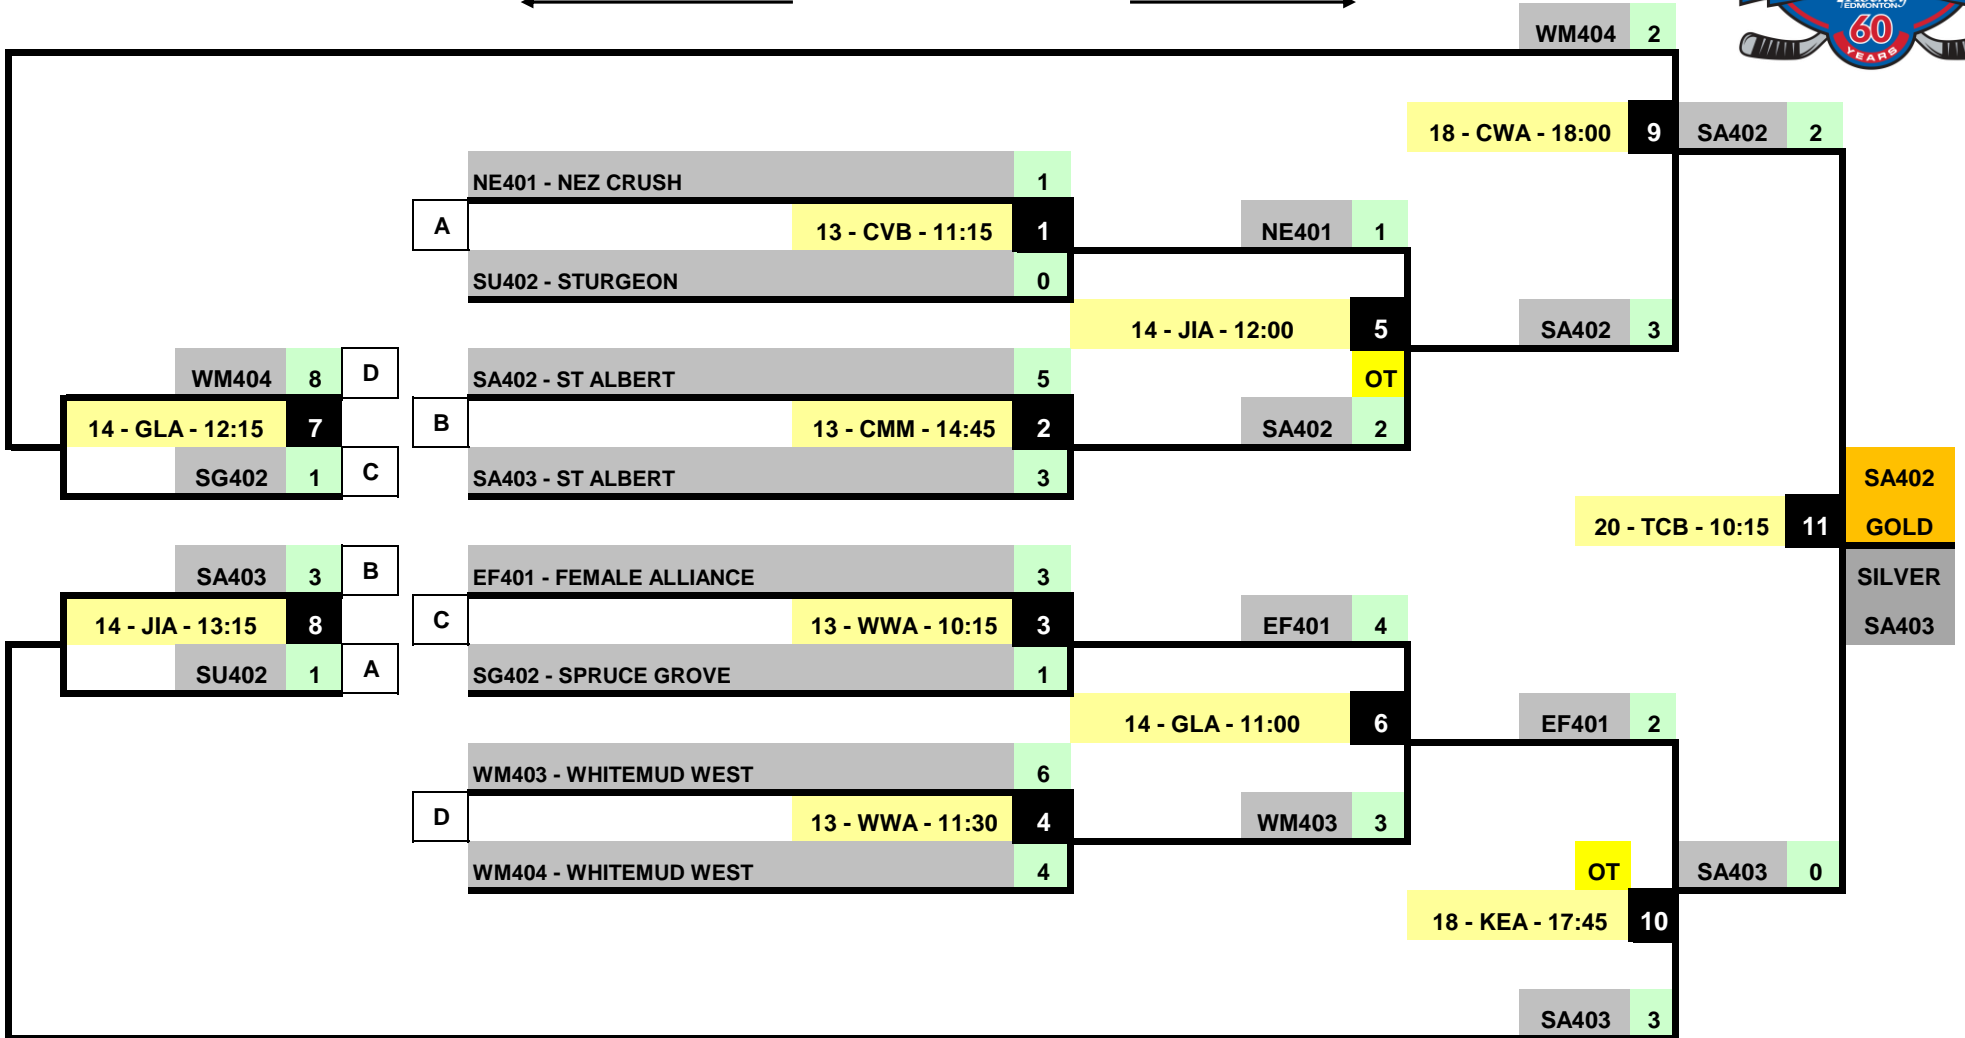 EDMONTON
60
YEARS
WM404 2
18 - CWA - 18:00 9 SA402 2
NE401 - NEZ CRUSH 1
A 13 - CVB - 11:15 1 NE401 1
SU402 - STURGEON 0
14 - JIA - 12:00 5 SA402 3
WM404 8 D SA402 - ST ALBERT 5 OT
14 - GLA - 12:15 7 B 13 - CMM - 14:45 2 SA402 2
SG402 1 C SA403 - ST ALBERT 3 SA402
20 - TCB - 10:15 11 GOLD
SA403 3 B EF401 - FEMALE ALLIANCE 3 SILVER
14 - JIA - 13:15 8 C 13 - WWA - 10:15 3 EF401 4 SA403
SU402 1 A SG402 - SPRUCE GROVE 1
14 - GLA - 11:00 6 EF401 2
WM403 - WHITEMUD WEST 6
D 13 - WWA - 11:30 4 WM403 3
WM404 - WHITEMUD WEST 4 OT SA403 0
18 - KEA - 17:45 10
SA403 3